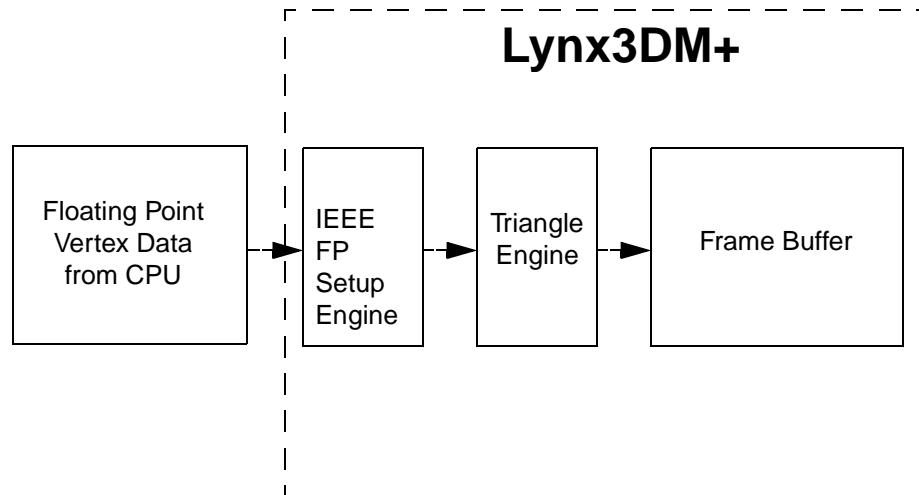 Lynx3DM+
Floating Point
Vertex Data
from CPU
IEEE
FP
Setup
Engine
Triangle
Engine
Frame Buffer